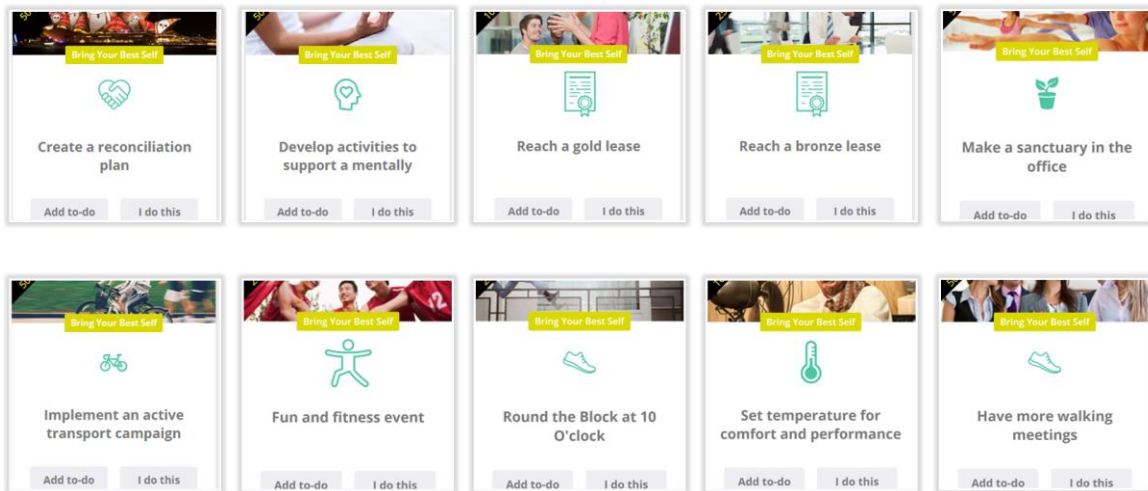 Bring Your Best Self
Bring Your Best Self
Bring Your Best Self
Bring Your Best Self
Bring Your Best Self
Create a reconciliation
plan
Develop activities to
support a mentally
Reach a gold lease
Reach a bronze lease
Make a sanctuary in the
office
Add to-do I do this
Add to-do I do this
Add to-do I do this
Add to-do I do this
Add to-do I do this
Bring Your Best Self
Bring Your Best Self
Bring Your Best Self
Bring Your Best Self
Bring Your Best Self
Implement an active
transport campaign
Fun and fitness event
Round the Block at 10
O'clock
Set temperature for
comfort and performance
Have more walking
meetings
Add to-do I do this
Add to-do I do this
Add to-do I do this
Add to-do I do this
Add to-do I do this